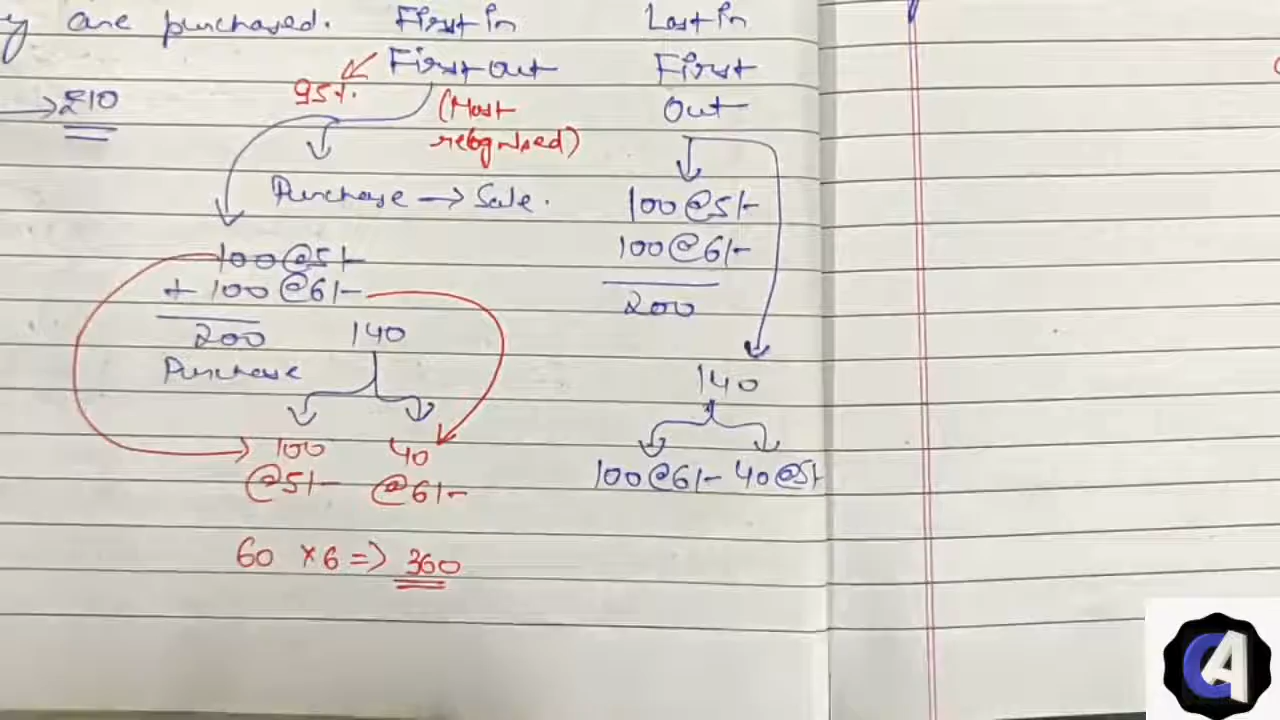 y are purchased.
→ £10
First in
First out
95%.
(Most
recognised)
Purchase → Sale.
100@5/-
+ 100@6/-
200 140
Purchase
100 40
@5/- @6/-
60 × 6 => 360
Last in
First
Out
100@5/-
100@6/-
200
140
100@6/- 40@5/-
CA